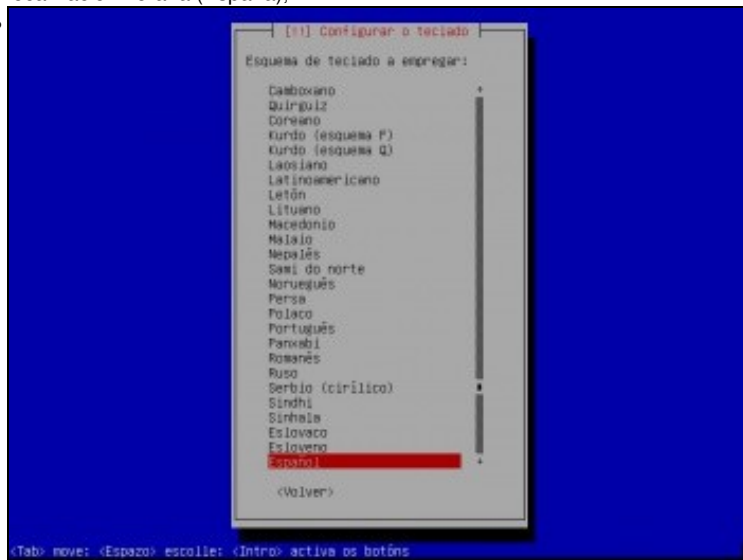 [!!] Configurar o teclado
Esquema de teclado a empregar:
Camboxano
Quirguiz
Coreano
Kurdo (esquema F)
Kurdo (esquema Q)
Laosiano
Latinoamericano
Letón
Lituano
Macedonio
Malaio
Nepalês
Sami do norte
Noruegués
Persa
Polaco
Portugués
Panxabi
Romanés
Ruso
Serbio (cirílico)
Sindhi
Sinhala
Eslovaco
Esloveno
Español
<Volver>
<Tab> move; <Espazo> escolle; <Intro> activa os botóns